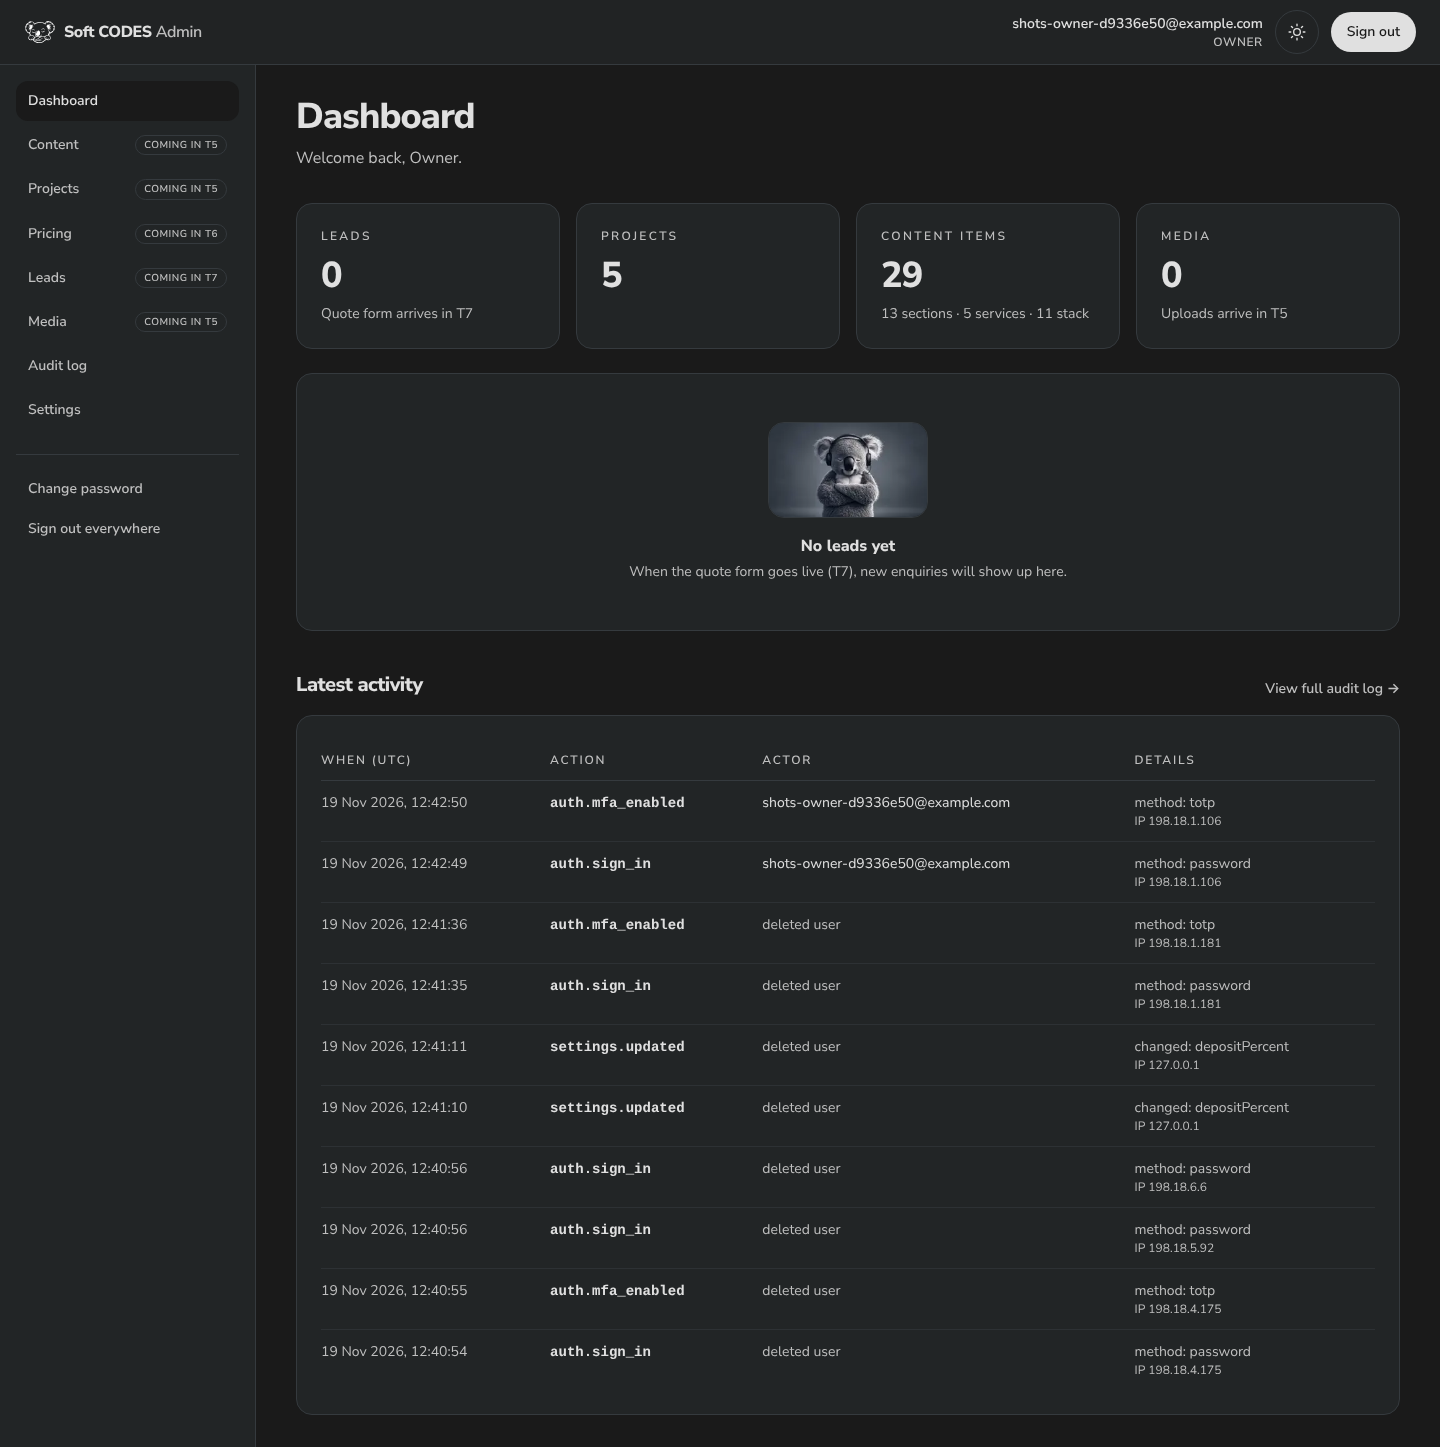 Soft CODES Admin
shots-owner-d9336e50@example.com
OWNER
Sign out
Dashboard
Content COMING IN T5
Projects COMING IN T5
Pricing COMING IN T6
Leads COMING IN T7
Media COMING IN T5
Audit log
Settings
Change password
Sign out everywhere
Dashboard
Welcome back, Owner.
LEADS
0
Quote form arrives in T7
PROJECTS
5
CONTENT ITEMS
29
13 sections · 5 services · 11 stack
MEDIA
0
Uploads arrive in T5
No leads yet
When the quote form goes live (T7), new enquiries will show up here.
Latest activity
View full audit log →
WHEN (UTC) ACTION ACTOR DETAILS
19 Nov 2026, 12:42:50 auth.mfa_enabled shots-owner-d9336e50@example.com method: totp
IP 198.18.1.106
19 Nov 2026, 12:42:49 auth.sign_in shots-owner-d9336e50@example.com method: password
IP 198.18.1.106
19 Nov 2026, 12:41:36 auth.mfa_enabled deleted user method: totp
IP 198.18.1.181
19 Nov 2026, 12:41:35 auth.sign_in deleted user method: password
IP 198.18.1.181
19 Nov 2026, 12:41:11 settings.updated deleted user changed: depositPercent
IP 127.0.0.1
19 Nov 2026, 12:41:10 settings.updated deleted user changed: depositPercent
IP 127.0.0.1
19 Nov 2026, 12:40:56 auth.sign_in deleted user method: password
IP 198.18.6.6
19 Nov 2026, 12:40:56 auth.sign_in deleted user method: password
IP 198.18.5.92
19 Nov 2026, 12:40:55 auth.mfa_enabled deleted user method: totp
IP 198.18.4.175
19 Nov 2026, 12:40:54 auth.sign_in deleted user method: password
IP 198.18.4.175